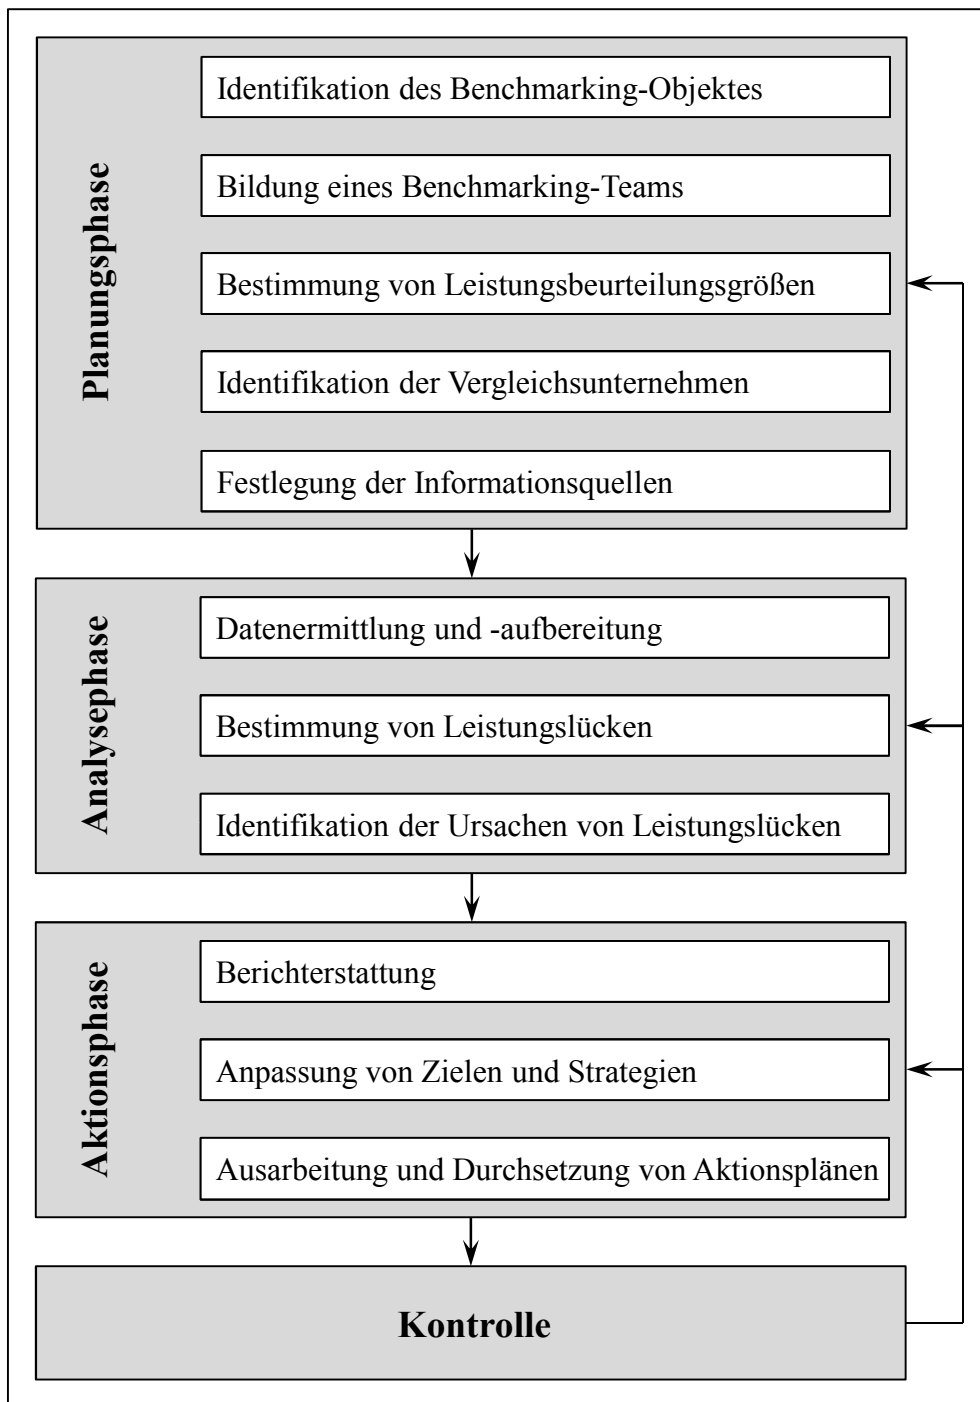 Planungsphase
Identifikation des Benchmarking-Objektes
Bildung eines Benchmarking-Teams
Bestimmung von Leistungsbeurteilungsgrößen
Identifikation der Vergleichsunternehmen
Festlegung der Informationsquellen
Analysephase
Datenermittlung und -aufbereitung
Bestimmung von Leistungslücken
Identifikation der Ursachen von Leistungslücken
Aktionsphase
Berichterstattung
Anpassung von Zielen und Strategien
Ausarbeitung und Durchsetzung von Aktionsplänen
Kontrolle